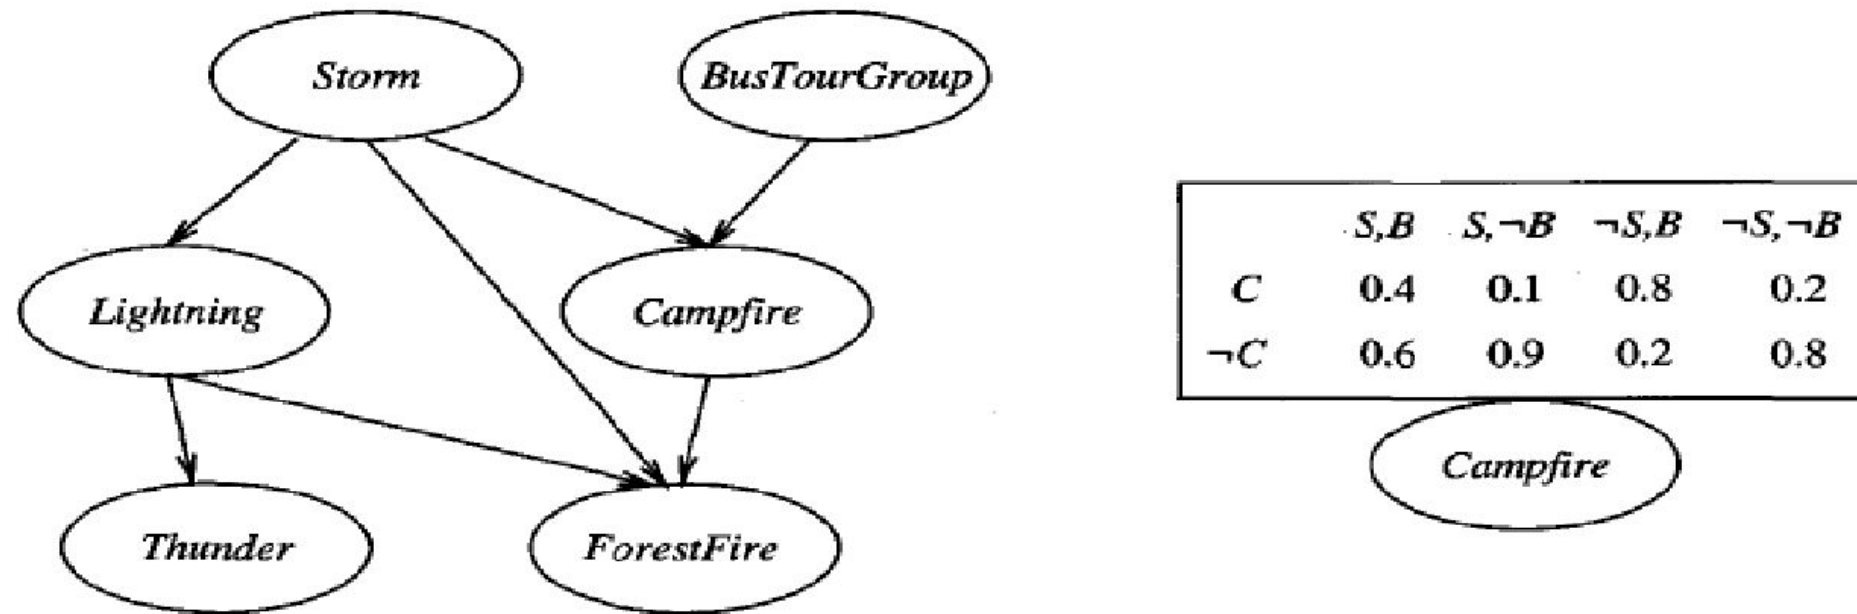 Storm
BusTourGroup
Lightning
Campfire
Thunder
ForestFire
S,B S,¬B ¬S,B ¬S,¬B
C 0.4 0.1 0.8 0.2
¬C 0.6 0.9 0.2 0.8
Campfire